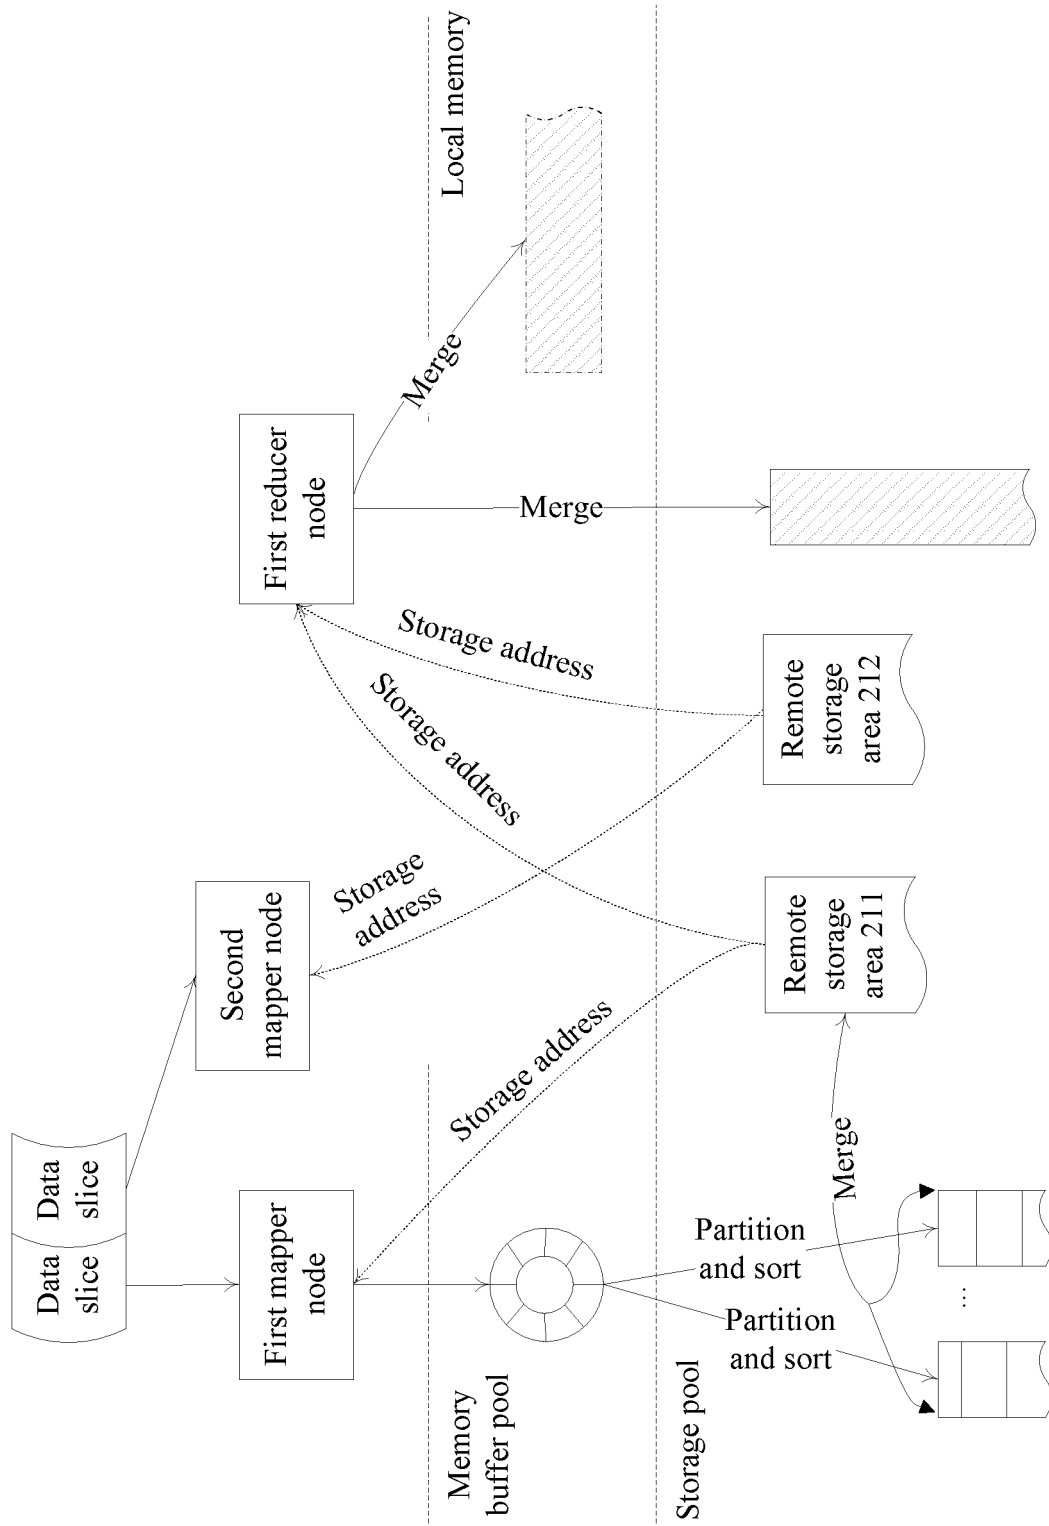 Data
slice
Data
slice
First mapper
node
Second
mapper node
First reducer
node
Memory
buffer pool
Local memory
Storage pool
Storage address
Storage
address
Storage address
Storage address
Merge
Merge
Partition
and sort
Partition
and sort
Merge
Remote
storage
area 211
Remote
storage
area 212
...